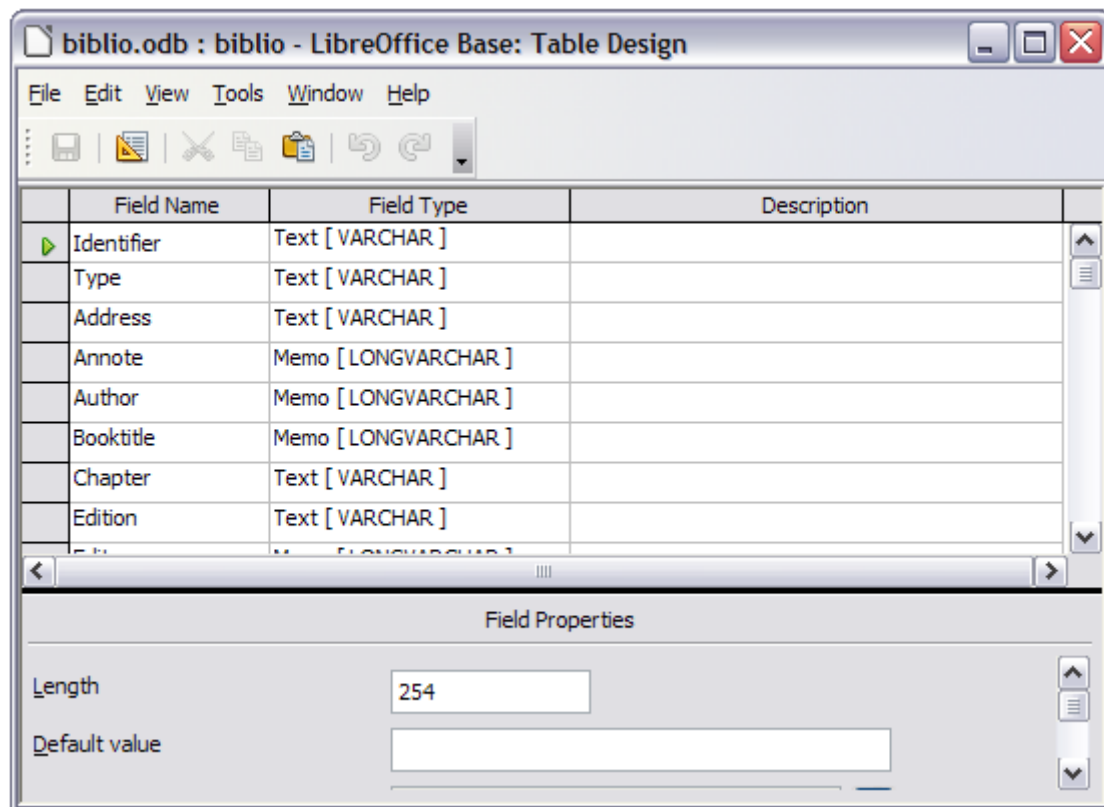 biblio.odb : biblio - LibreOffice Base: Table Design
File Edit View Tools Window Help
Field Name Field Type Description
Identifier Text [ VARCHAR ]
Type Text [ VARCHAR ]
Address Text [ VARCHAR ]
Annote Memo [ LONGVARCHAR ]
Author Memo [ LONGVARCHAR ]
Booktitle Memo [ LONGVARCHAR ]
Chapter Text [ VARCHAR ]
Edition Text [ VARCHAR ]
Field Properties
Length 254
Default value